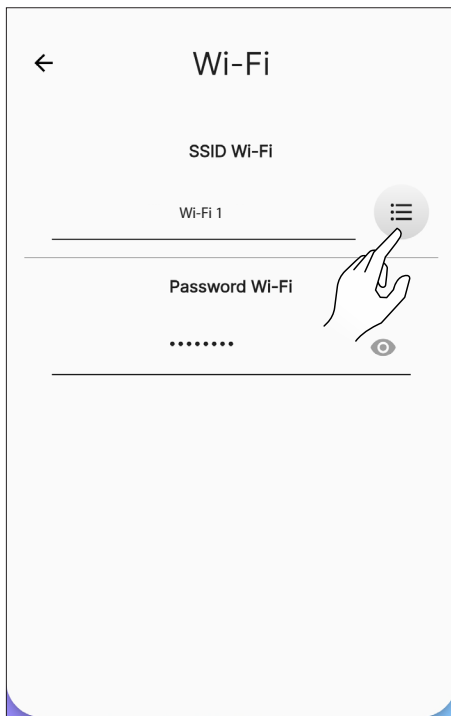 Wi-Fi
SSID Wi-Fi
Wi-Fi 1
Password Wi-Fi
••••••••